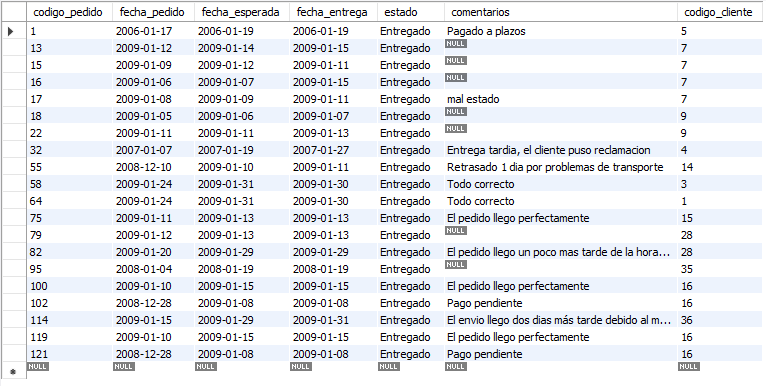 codigo_pedido fecha_pedido fecha_esperada fecha_entrega estado comentarios codigo_cliente
1 2006-01-17 2006-01-19 2006-01-19 Entregado Pagado a plazos 5
13 2009-01-12 2009-01-14 2009-01-15 Entregado NULL 7
15 2009-01-09 2009-01-12 2009-01-11 Entregado NULL 7
16 2009-01-06 2009-01-07 2009-01-15 Entregado NULL 7
17 2009-01-08 2009-01-09 2009-01-11 Entregado mal estado 7
18 2009-01-05 2009-01-06 2009-01-07 Entregado NULL 9
22 2009-01-11 2009-01-11 2009-01-13 Entregado NULL 9
32 2007-01-07 2007-01-19 2007-01-27 Entregado Entrega tardia, el cliente puso reclamacion 4
55 2008-12-10 2009-01-10 2009-01-11 Entregado Retrasado 1 dia por problemas de transporte 14
58 2009-01-24 2009-01-31 2009-01-30 Entregado Todo correcto 3
64 2009-01-24 2009-01-31 2009-01-30 Entregado Todo correcto 1
75 2009-01-11 2009-01-13 2009-01-13 Entregado El pedido llego perfectamente 15
79 2009-01-12 2009-01-13 2009-01-13 Entregado NULL 28
82 2009-01-20 2009-01-29 2009-01-29 Entregado El pedido llego un poco mas tarde de la hora... 28
95 2008-01-04 2008-01-19 2008-01-19 Entregado NULL 35
100 2009-01-10 2009-01-15 2009-01-15 Entregado El pedido llego perfectamente 16
102 2008-12-28 2009-01-08 2009-01-08 Entregado Pago pendiente 16
114 2009-01-15 2009-01-29 2009-01-31 Entregado El envio llego dos dias más tarde debido al m... 36
119 2009-01-10 2009-01-15 2009-01-15 Entregado El pedido llego perfectamente 16
121 2008-12-28 2009-01-08 2009-01-08 Entregado Pago pendiente 16
NULL NULL NULL NULL NULL NULL NULL